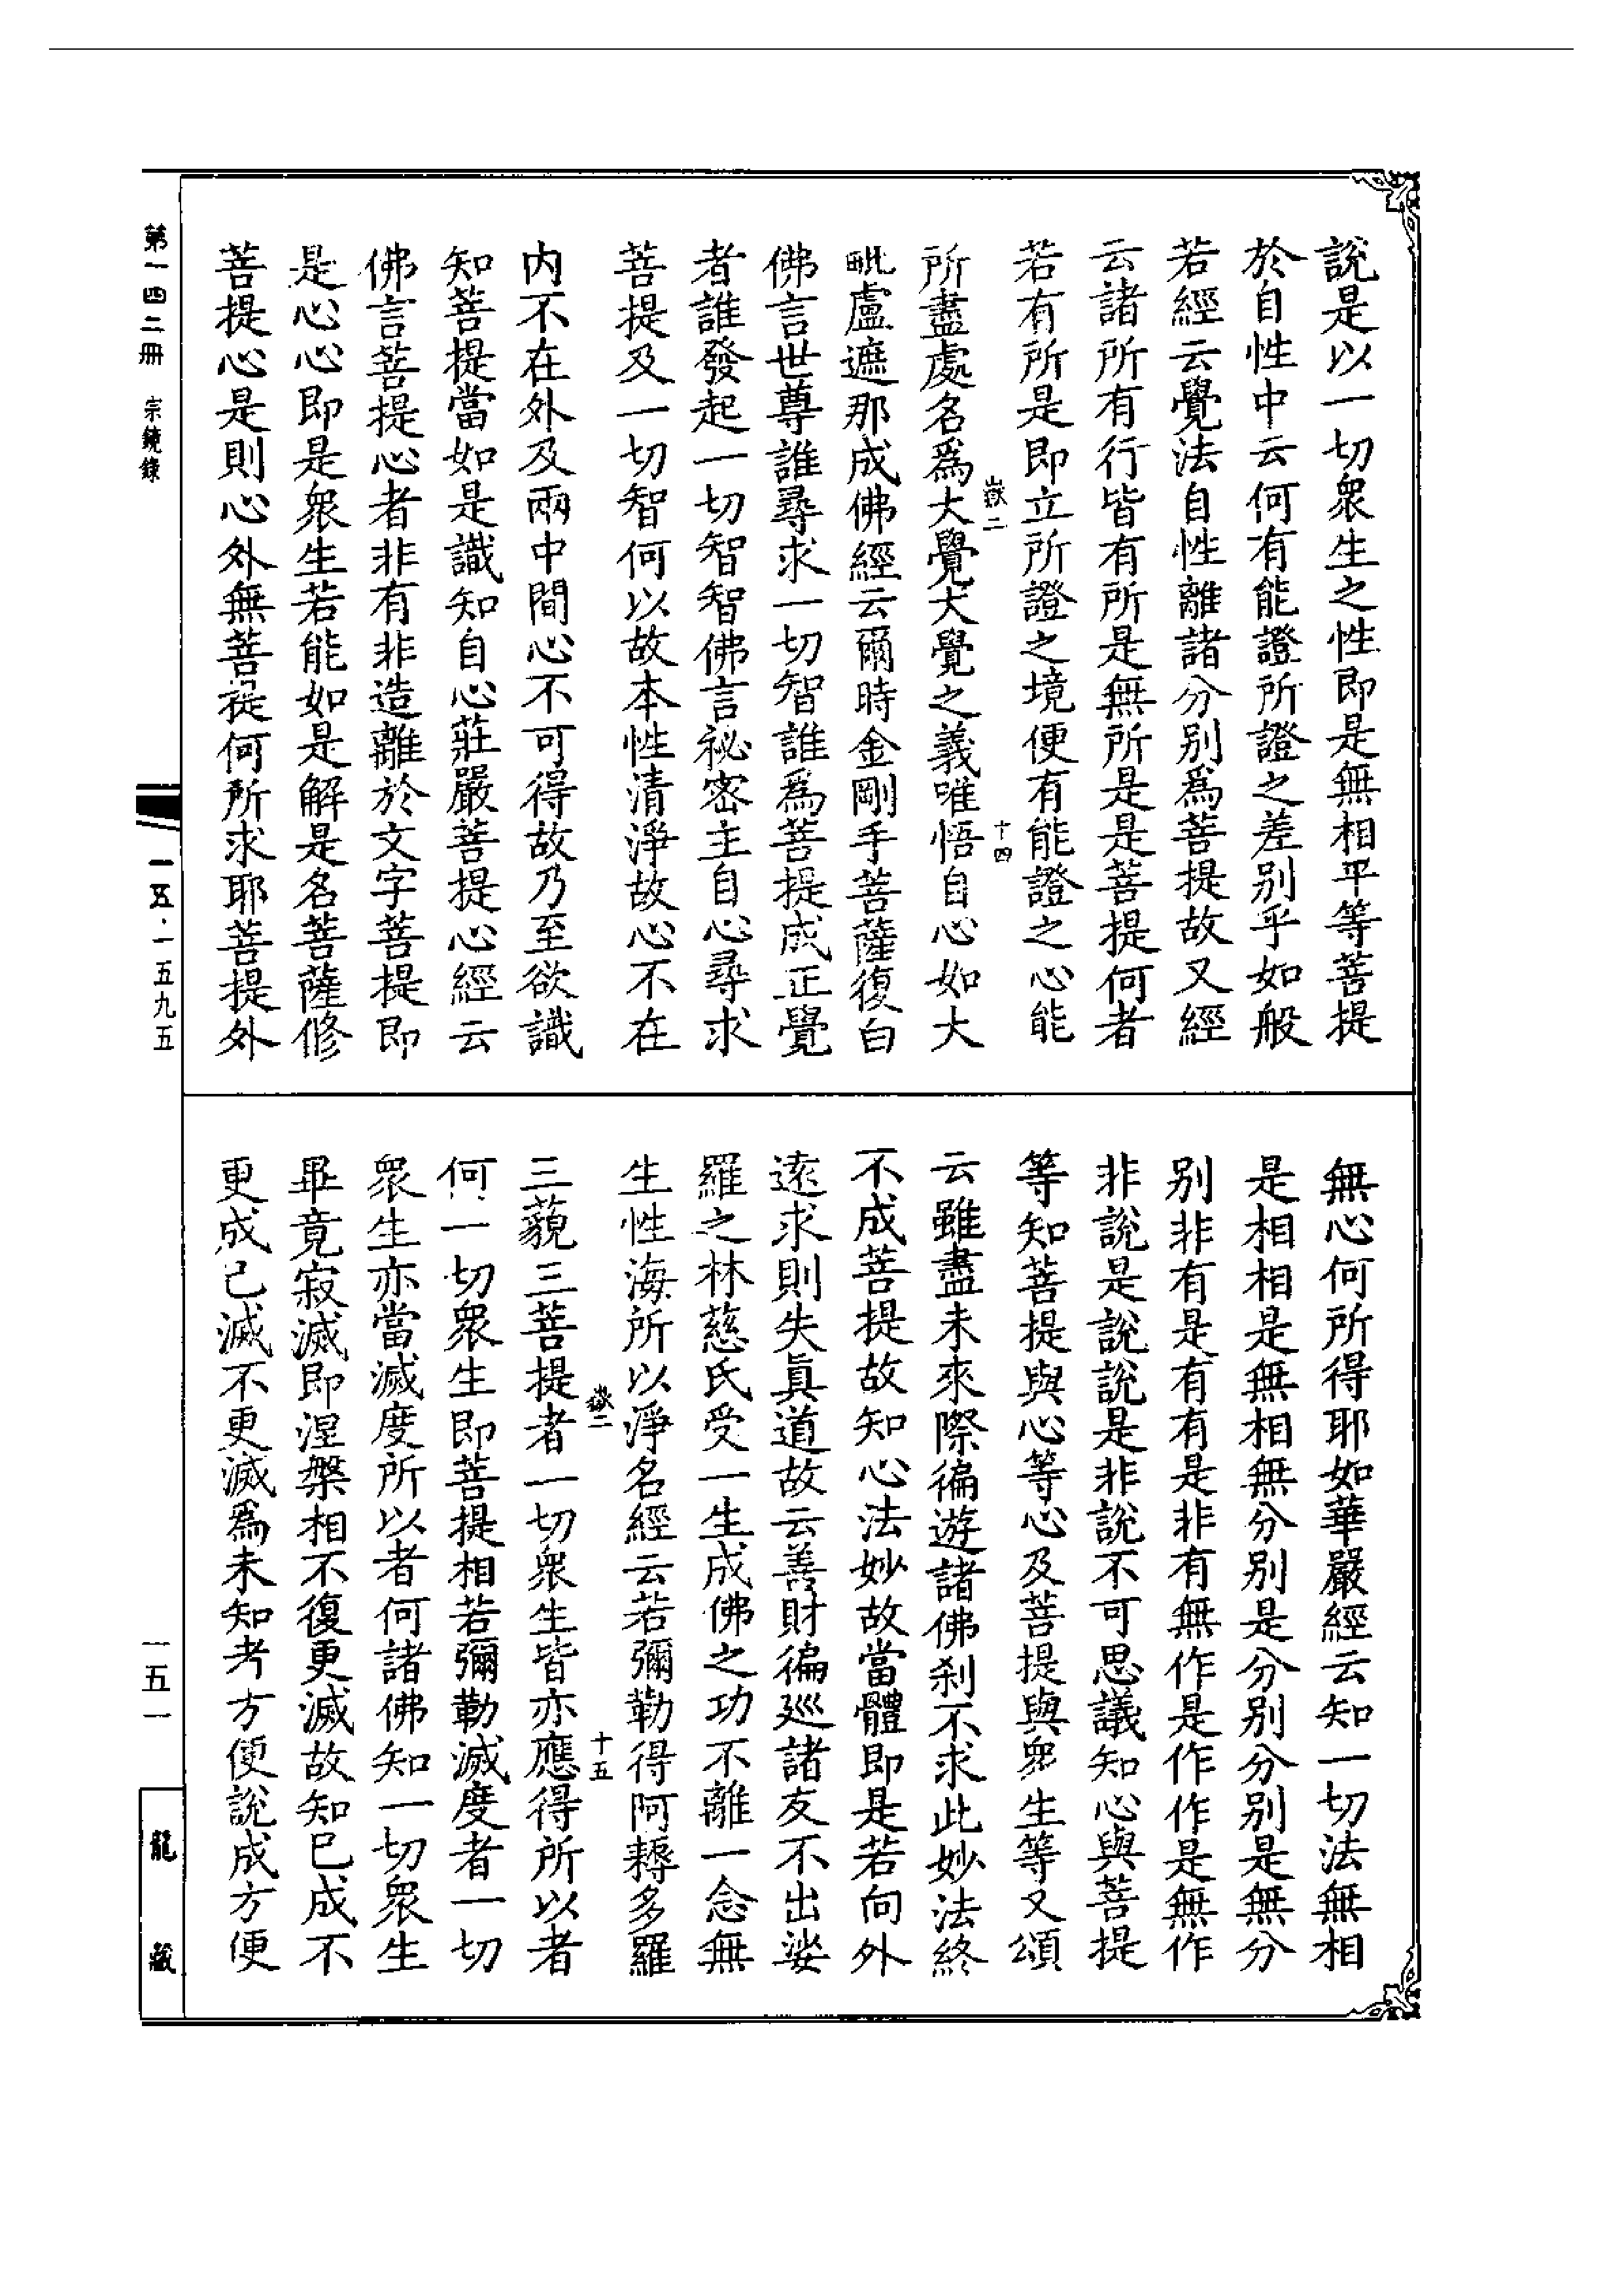 說是以一切衆生之性即是無相平等菩提
於自性中云何有能證所證之差別乎如般
若經云覺法自性離諸分別爲菩提故又經
云諸所有行皆有所是無所是是菩提何者
若有所是即立所證之境便有能證之心能
嶽二
十四
所盡處名爲大覺大覺之義唯悟自心如大
毗盧遮那成佛經云爾時金剛手菩薩復白
佛言世尊誰尋求一切智誰爲菩提成正覺
者誰發起一切智智佛言祕密主自心尋求
菩提及一切智何以故本性清淨故心不在
内不在外及兩中間心不可得故乃至欲識
知菩提當如是識知自心莊嚴菩提心經云
佛言菩提心者非有非造離於文字菩提即
是心心即是衆生若能如是解是名菩薩修
菩提心是則心外無菩提何所求耶菩提外
無心何所得耶如華嚴經云知一切法無相
是相相是無相無分別是分別分別是無分
別非有是有有是非有無作是作作是無作
非說是說說是非說不可思議知心與菩提
等知菩提與心等心及菩提與衆生等又頌
云雖盡未來際徧遊諸佛刹不求此妙法終
不成菩提故知心法妙故當體即是若向外
遠求則失眞道故云善財徧巡諸友不出娑
羅之林慈氏受一生成佛之功不離一念無
生性海所以淨名經云若彌勒得阿耨多羅
嶽二
十五
三藐三菩提者一切衆生皆亦應得所以者
何一切衆生即菩提相若彌勒滅度者一切
衆生亦當滅度所以者何諸佛知一切衆生
畢竟寂滅即涅槃相不復更滅故知已成不
更成已滅不更滅爲未知者方便說成方便
第一四二冊 宗鏡錄
一五·一五九五
一五一
龍藏